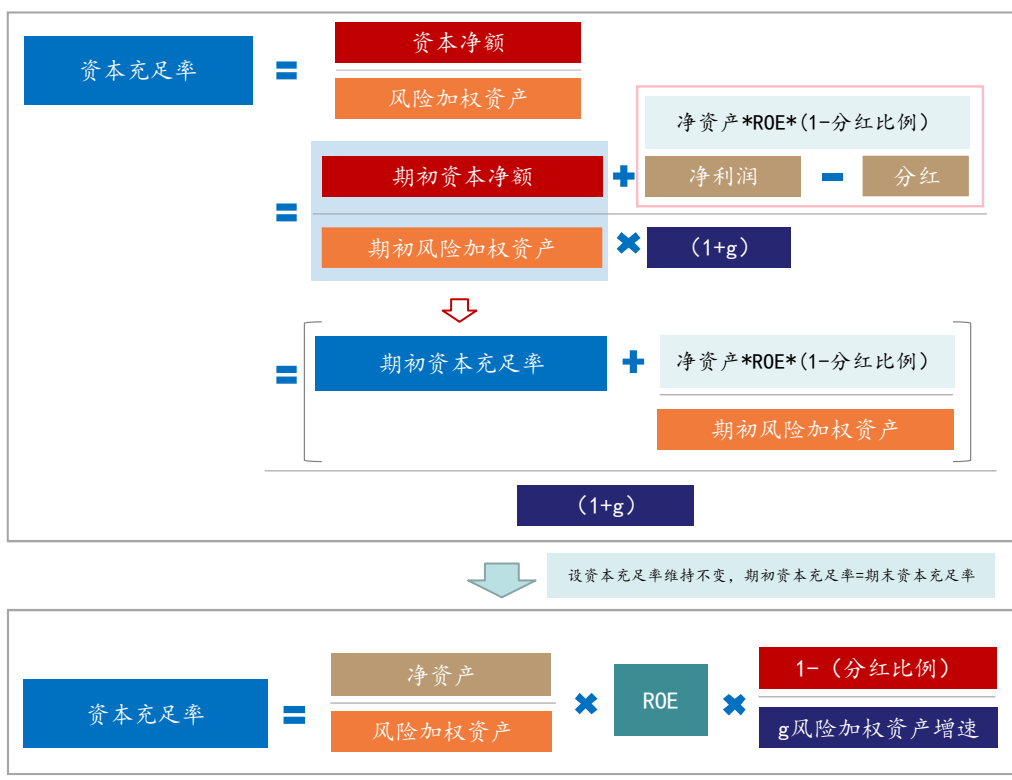 资本充足率
=
资本净额
风险加权资产
=
期初资本净额
+
净资产*ROE*(1-分红比例)
净利润
-
分红
期初风险加权资产
×
(1+g)
=
期初资本充足率
+
净资产*ROE*(1-分红比例)
期初风险加权资产
(1+g)
设资本充足率维持不变，期初资本充足率=期末资本充足率
资本充足率
=
净资产
风险加权资产
×
ROE
×
1-（分红比例）
g风险加权资产增速